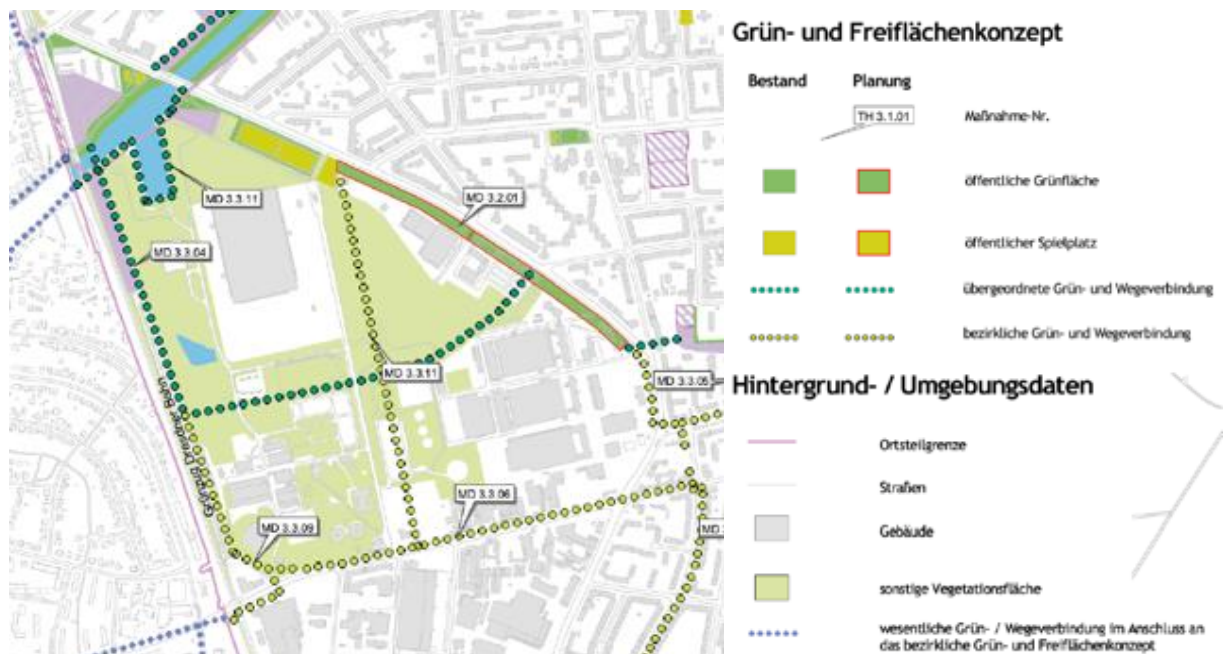 MD 3.3.11
MD 3.2.01
MD 3.3.04
MD 3.3.11
MD 3.3.05
MD 3.3.06
MD 3.3.09
MD
Grünzug Dresdner Bahn
Grün- und Freiflächenkonzept
Bestand Planung
TH 3.1.01 Maßnahme-Nr.
öffentliche Grünfläche
öffentlicher Spielplatz
übergeordnete Grün- und Wegeverbindung
bezirkliche Grün- und Wegeverbindung
Hintergrund- / Umgebungsdaten
Ortsteilgrenze
Straßen
Gebäude
sonstige Vegetationsfläche
wesentliche Grün- / Wegeverbindung im Anschluss an
das bezirkliche Grün- und Freiflächenkonzept